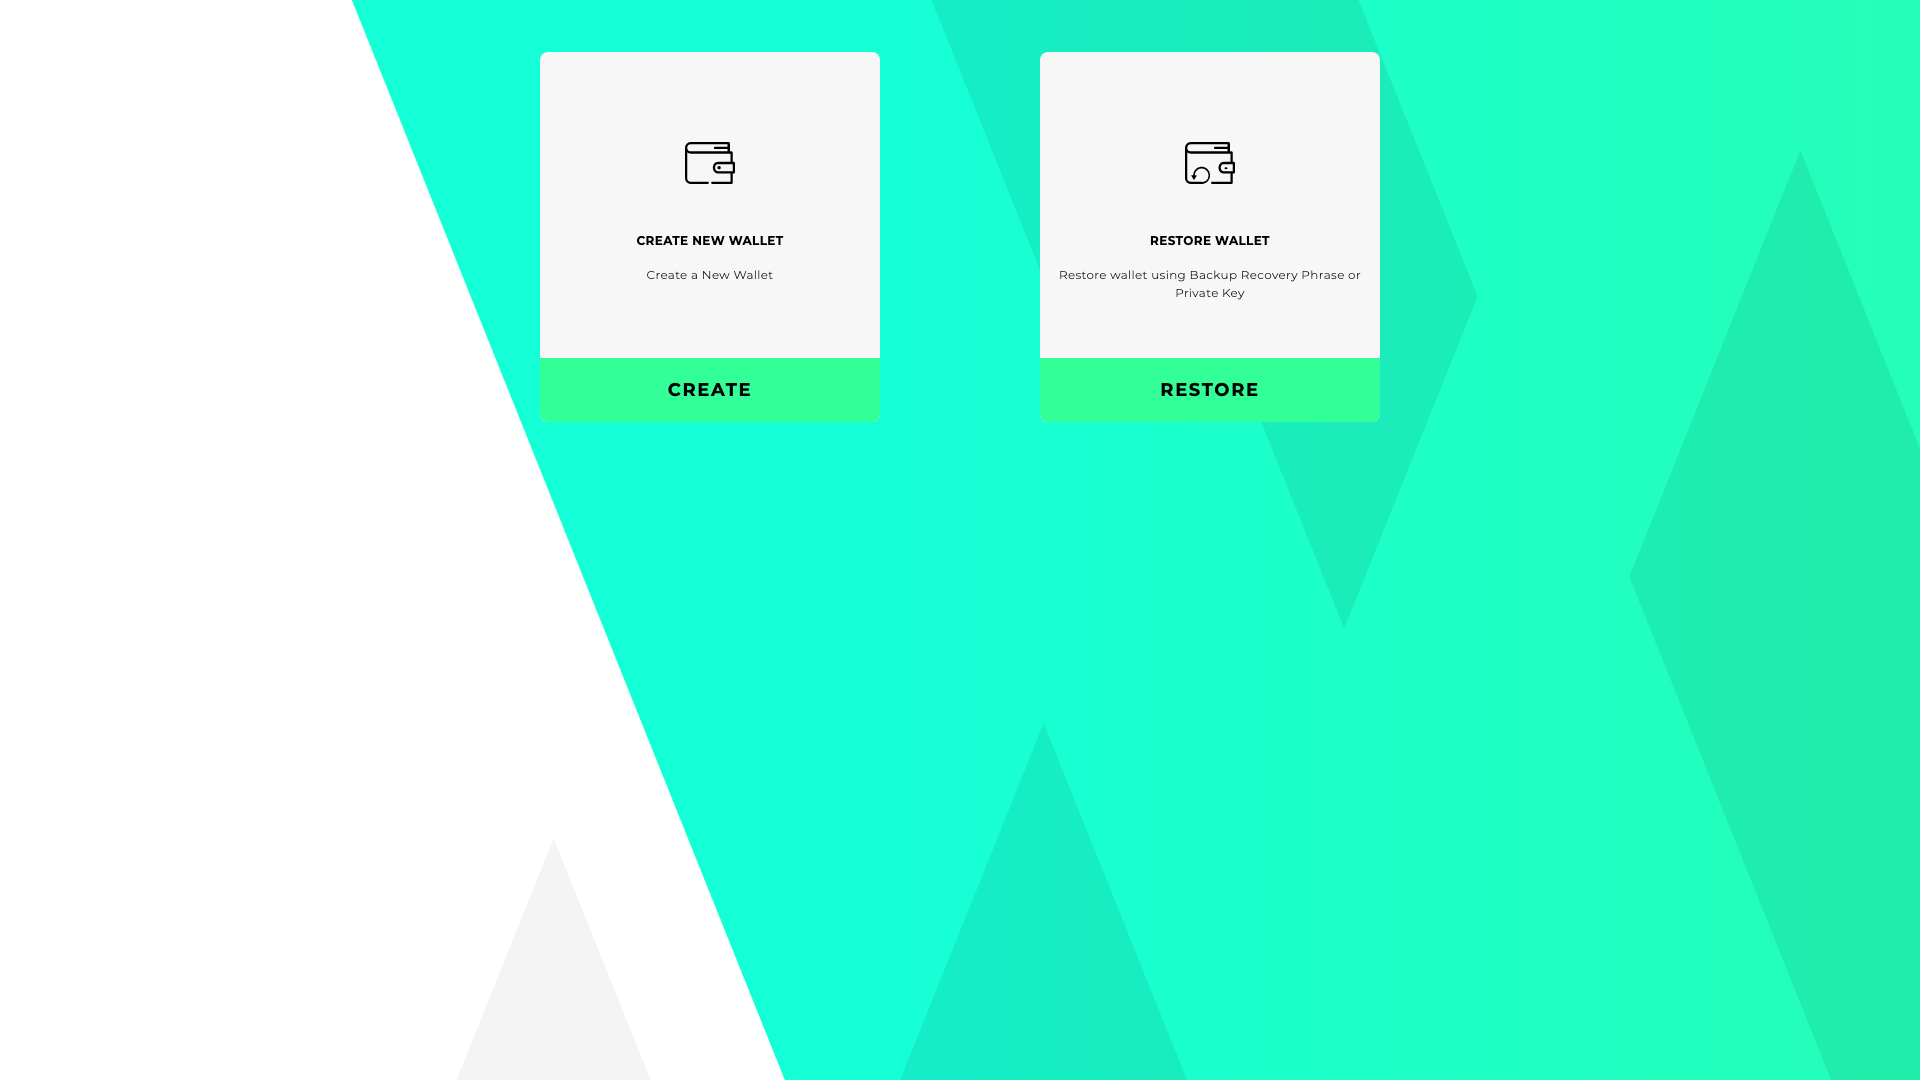 CREATE NEW WALLET
Create a New Wallet
CREATE
RESTORE WALLET
Restore wallet using Backup Recovery Phrase or
Private Key
RESTORE